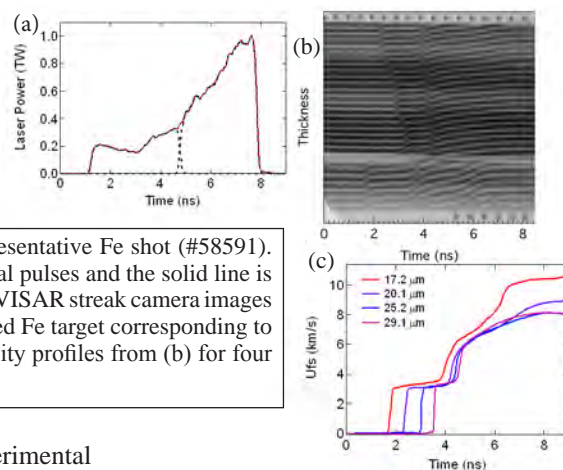 (a)
Laser Power (TW)
1.0
0.8
0.6
0.4
0.2
0.0
0 2 4 6 8
Time (ns)
(b)
Thickness
0 2 4 6 8
Time (ns)
esentative Fe shot (#58591).
al pulses and the solid line is
VISAR streak camera images
ed Fe target corresponding to
ity profiles from (b) for four
(c)
Ufs (km/s)
10
8
6
4
2
0
17.2 μm
20.1 μm
25.2 μm
29.1 μm
0 2 4 6 8
Time (ns)
erimental